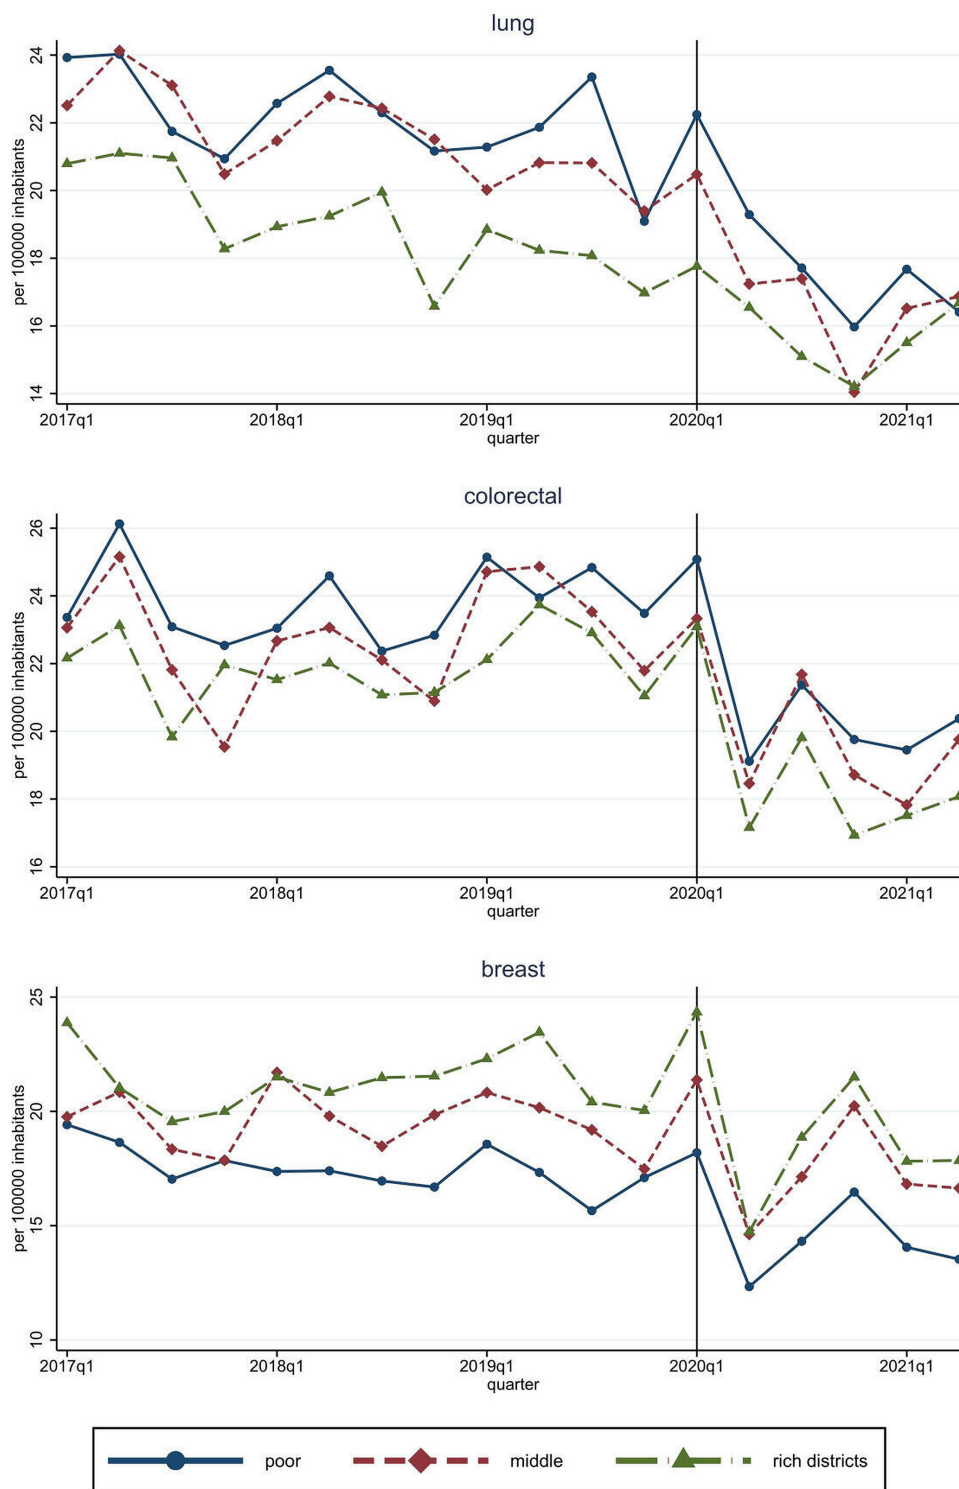 lung
per 100000 inhabitants
24
22
20
18
16
14
2017q1 2018q1 2019q1 2020q1 2021q1
quarter
colorectal
per 100000 inhabitants
26
24
22
20
18
16
2017q1 2018q1 2019q1 2020q1 2021q1
quarter
breast
per 100000 inhabitants
25
20
15
10
2017q1 2018q1 2019q1 2020q1 2021q1
quarter
poor middle rich districts